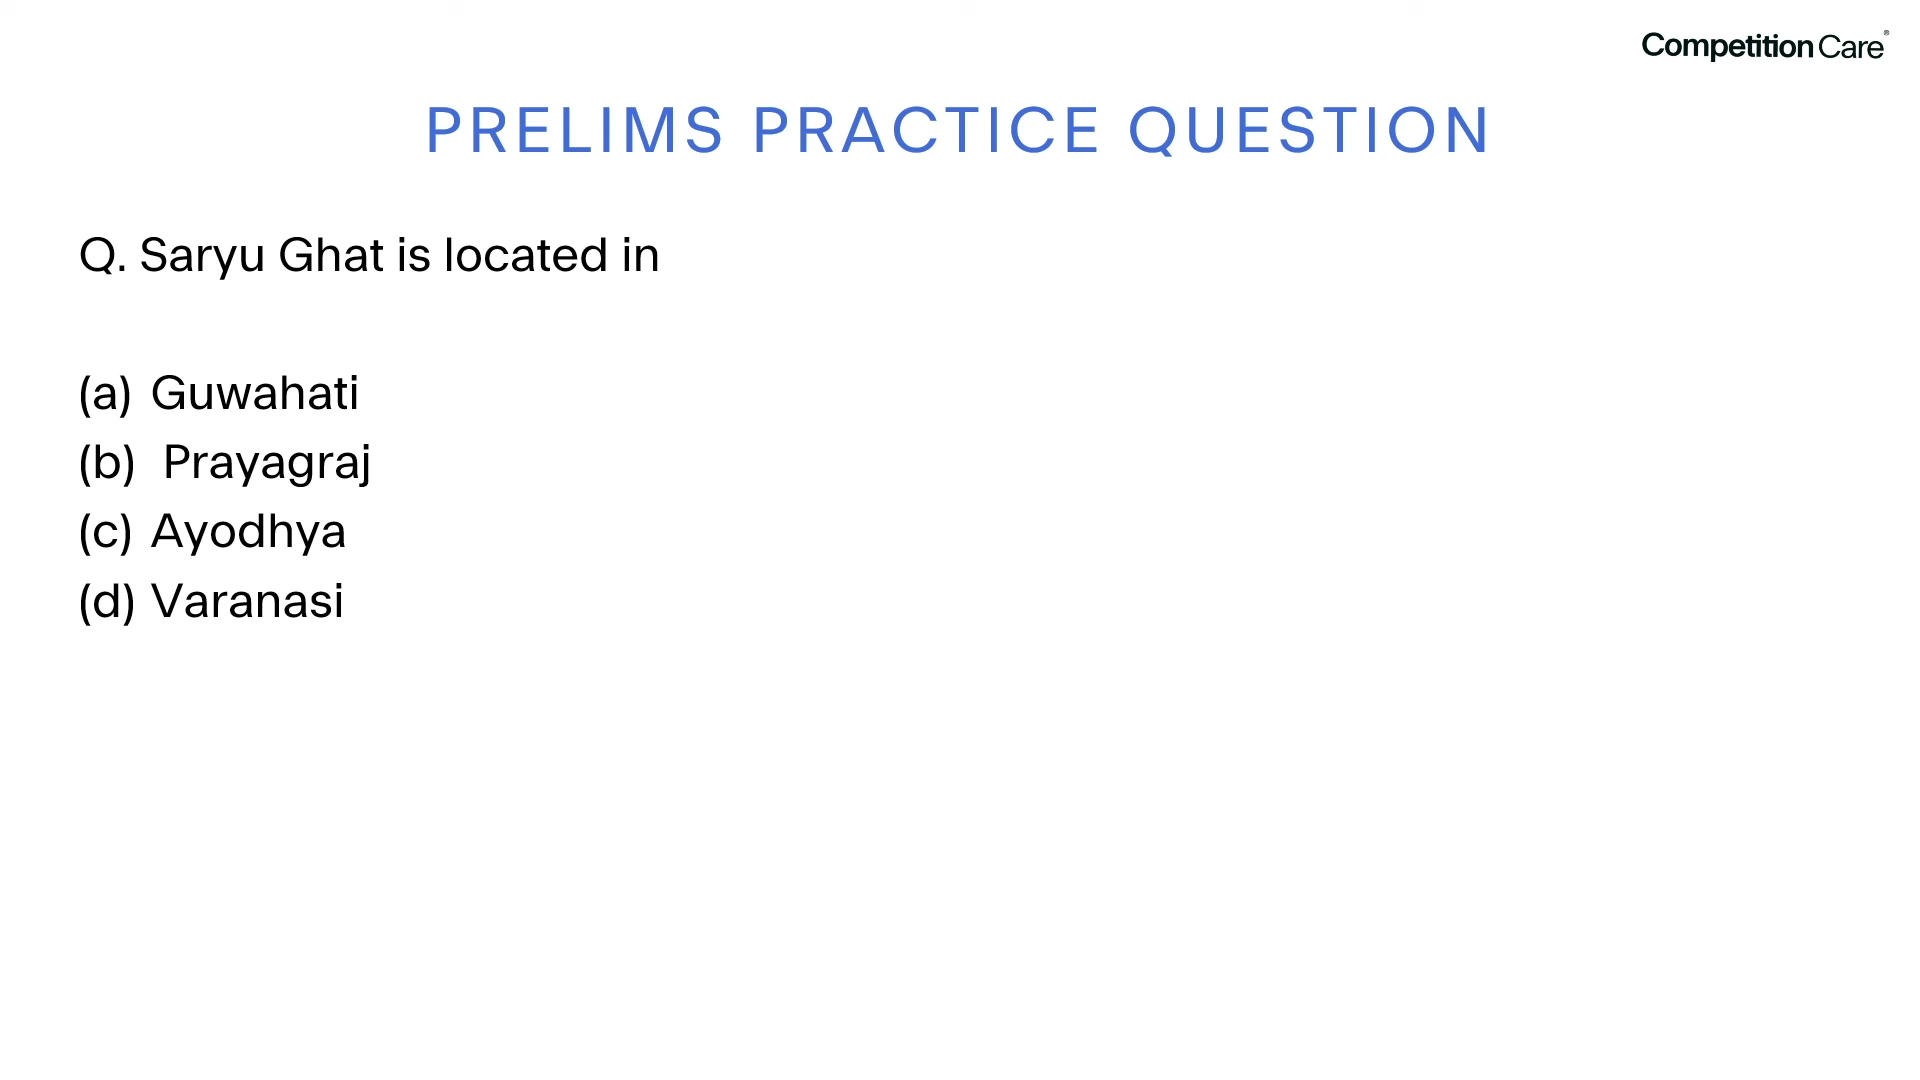 Competition Care®
PRELIMS PRACTICE QUESTION
Q. Saryu Ghat is located in
(a) Guwahati
(b) Prayagraj
(c) Ayodhya
(d) Varanasi